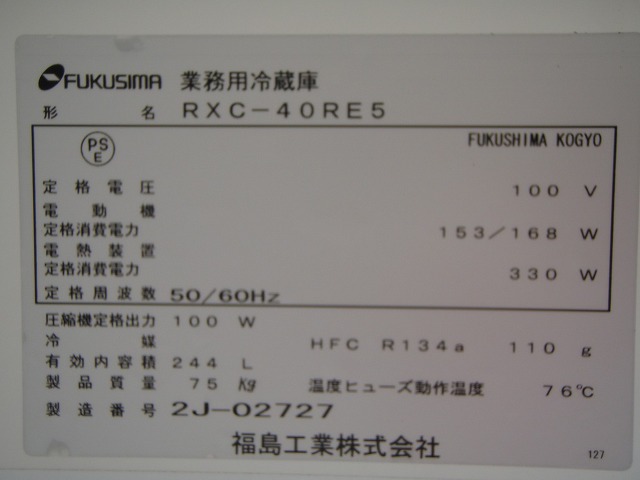 FUKUSIMA 業務用冷蔵庫
形名 RXC-40RE5
PS E FUKUSHIMA KOGYO
定格電圧 100 V
電動機
定格消費電力 153/168 W
電熱装置
定格消費電力 330 W
定格周波数 50/60Hz
圧縮機定格出力 100 W
冷媒 HFC R134a 110 g
有効内容積 244 L
製品質量 75 Kg 温度ヒューズ動作温度 76℃
製造番号 2J-02727
福島工業株式会社
127